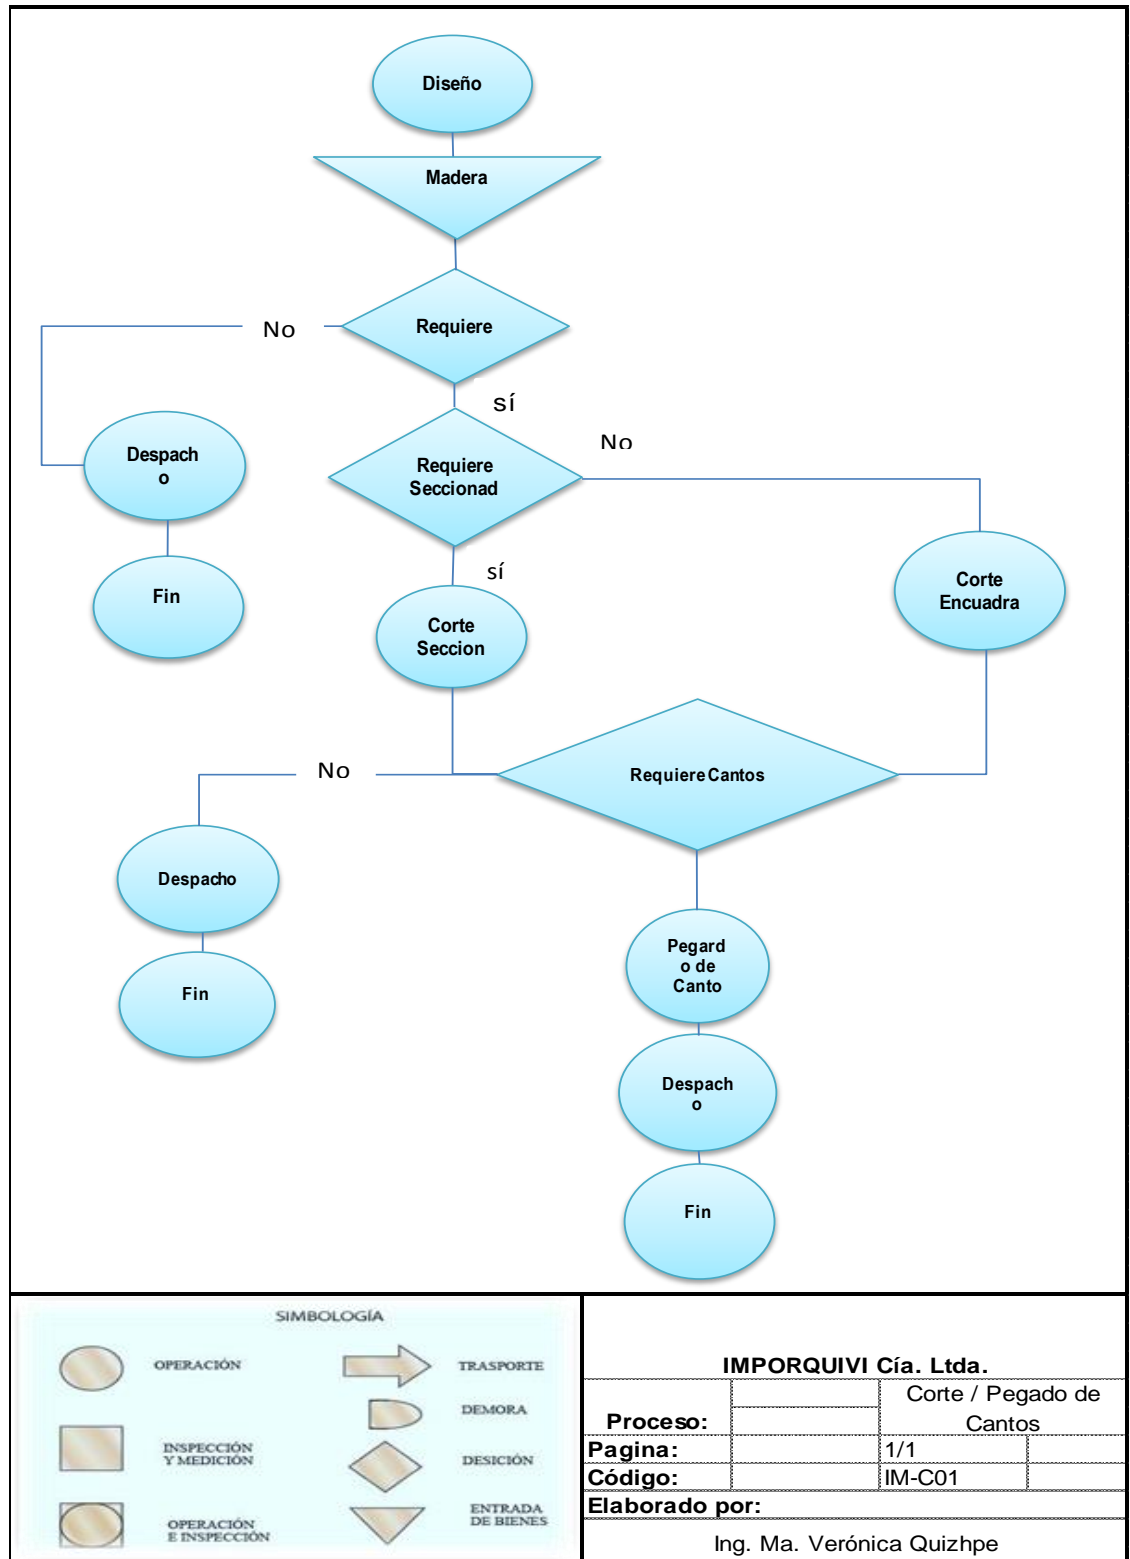 Diseño
Madera
Requiere
No
sí
Requiere
Seccionad
No
Despach
o
Fin
sí
Corte
Seccion
Corte
Encuadra
Requiere Cantos
No
Despacho
Fin
Pegard
o de
Canto
Despach
o
Fin
SIMBOLOGÍA
OPERACIÓN
TRASPORTE
DEMORA
INSPECCIÓN
Y MEDICIÓN
DESICIÓN
OPERACIÓN
E INSPECCIÓN
ENTRADA
DE BIENES
IMPORQUIVI Cía. Ltda.
Proceso:
Corte / Pegado de
Cantos
Pagina: 1/1
Código: IM-C01
Elaborado por:
Ing. Ma. Verónica Quizhpe